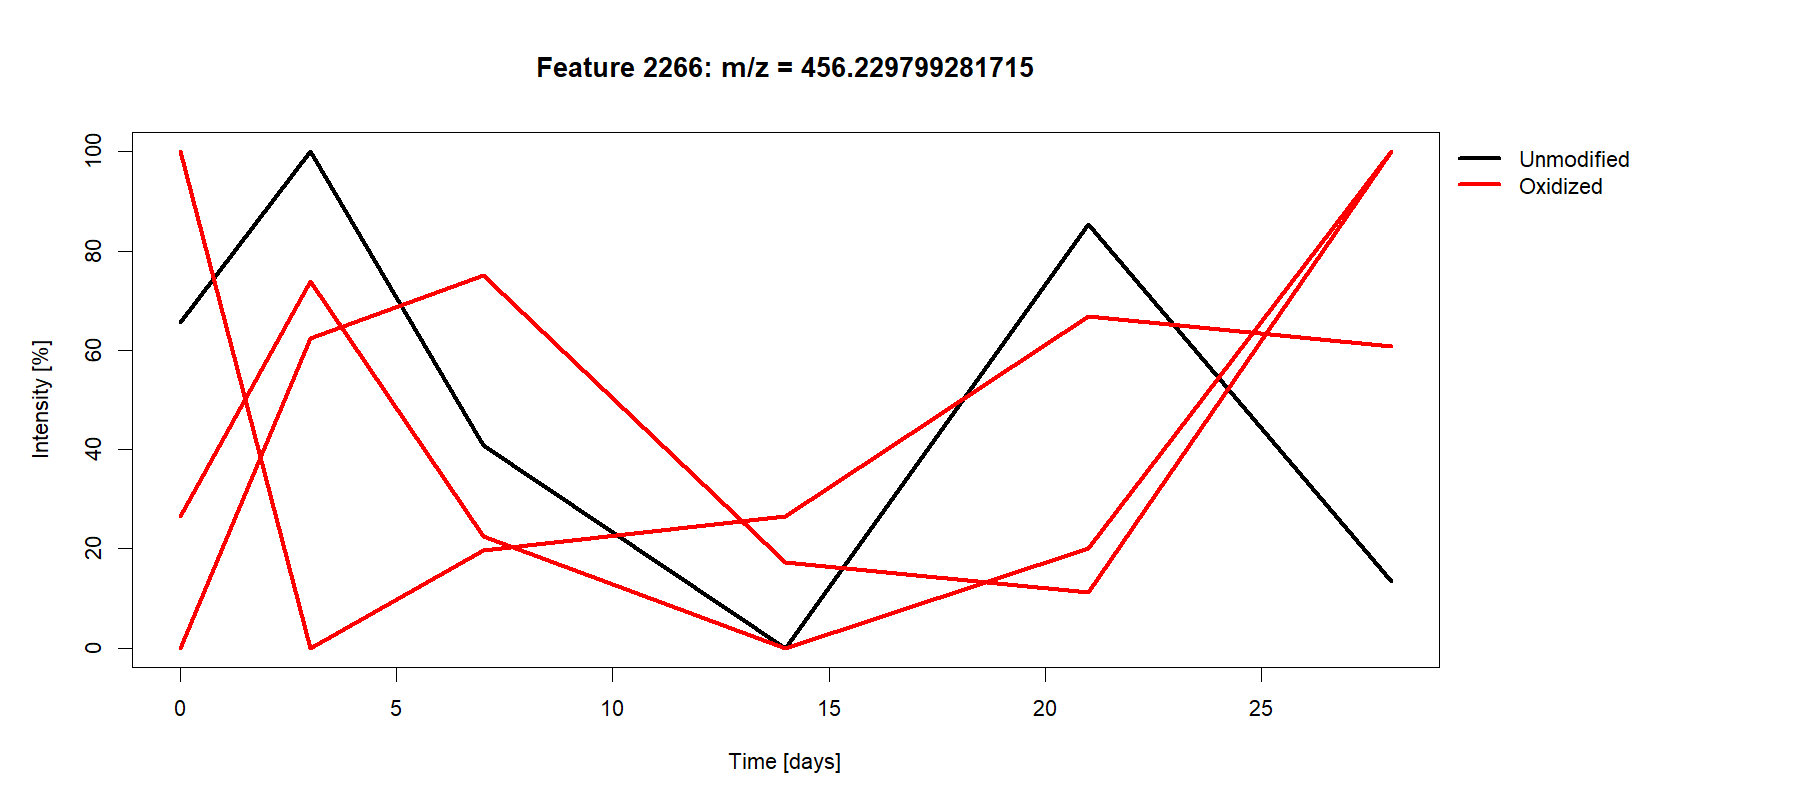 Feature 2266: m/z = 456.229799281715
Unmodified
Oxidized
100
80
60
40
20
0
Intensity [%]
0 5 10 15 20 25
Time [days]